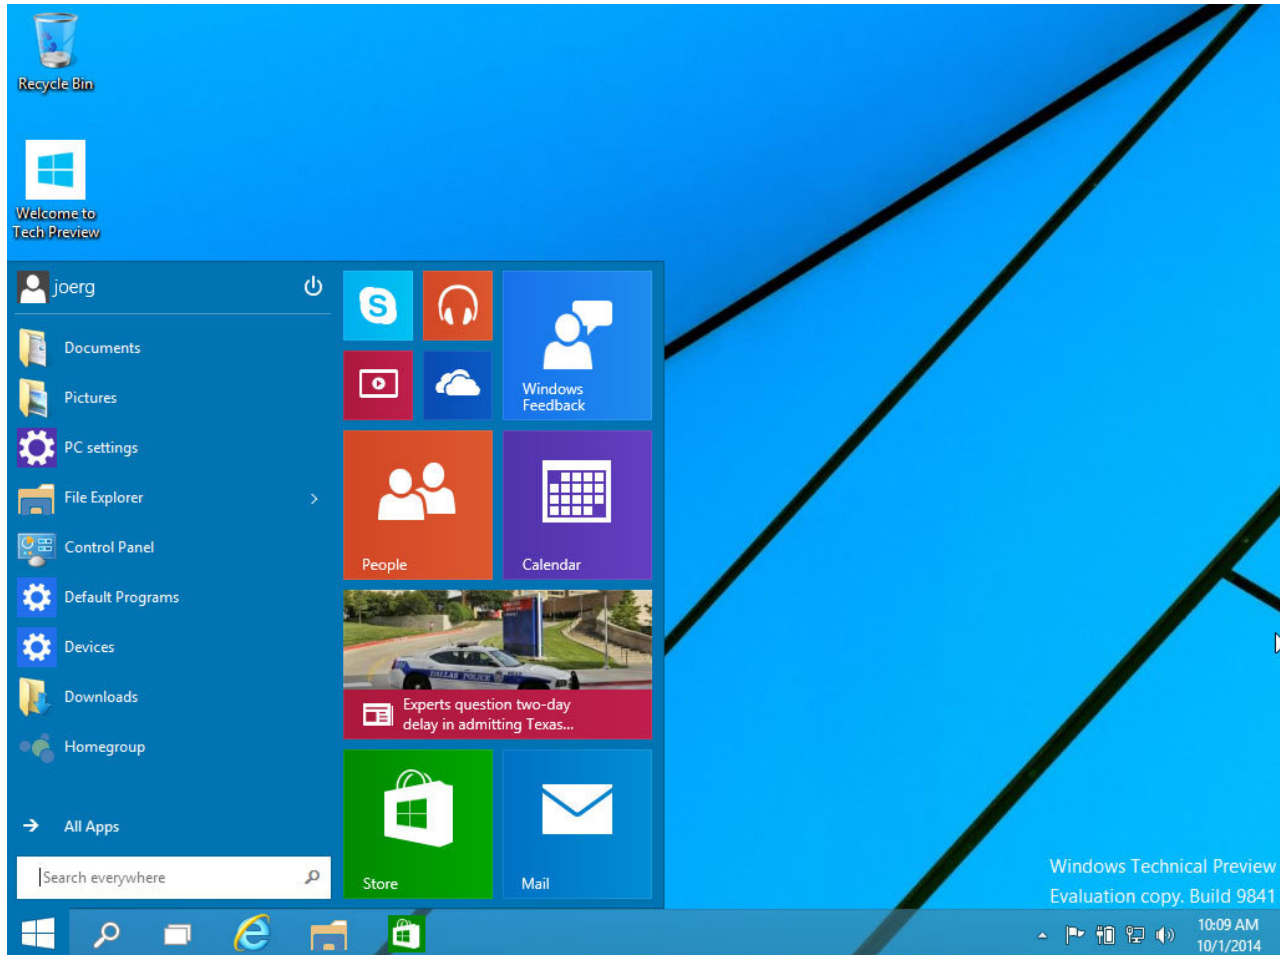 Recycle Bin
Welcome to
Tech Preview
joerg
Documents
Pictures
PC settings
File Explorer
Control Panel
Default Programs
Devices
Downloads
Homegroup
All Apps
Search everywhere
S
Windows
Feedback
People
Calendar
DALLAS POLICE
Experts question two-day
delay in admitting Texas...
Store
Mail
Windows Technical Preview
Evaluation copy. Build 9841
10:09 AM
10/1/2014